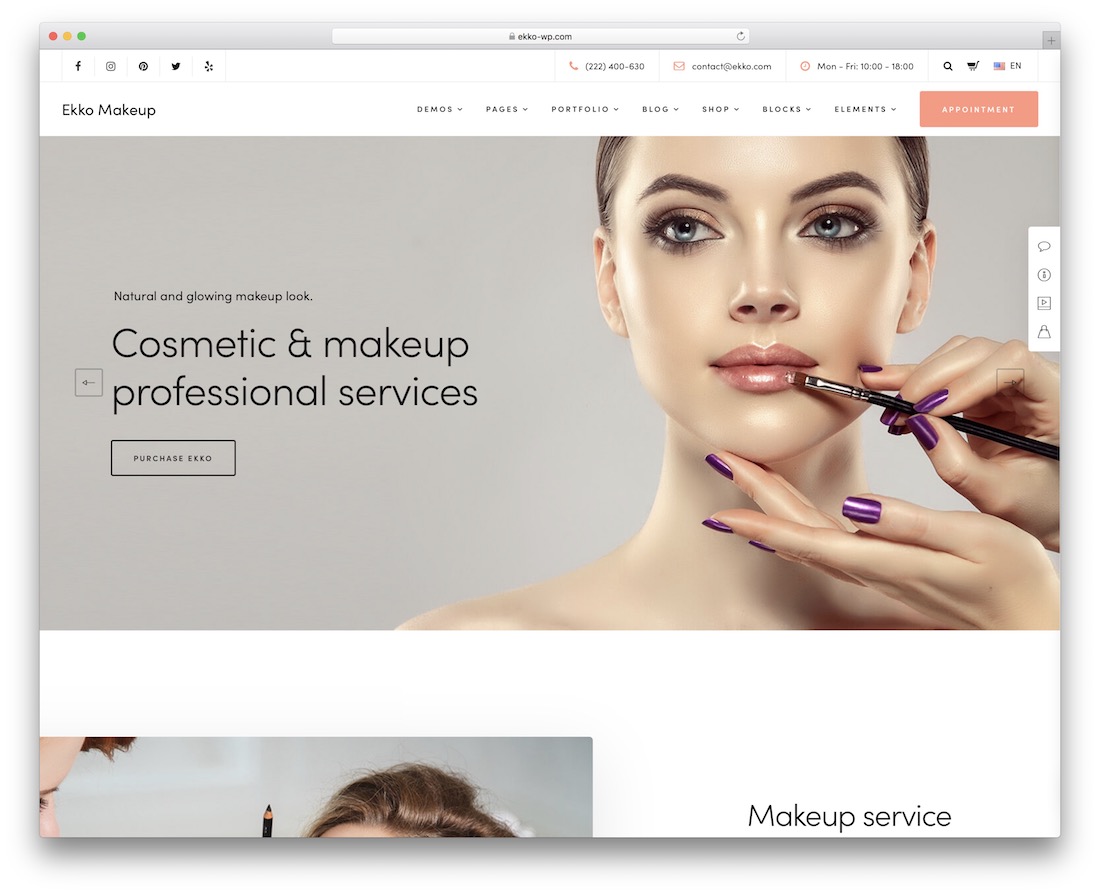 ekko-wp.com
(222) 400-630
contact@ekko.com
Mon - Fri: 10:00 - 18:00
EN
Ekko Makeup
DEMOS
PAGES
PORTFOLIO
BLOG
SHOP
BLOCKS
ELEMENTS
APPOINTMENT
Natural and glowing makeup look.
Cosmetic & makeup
professional services
PURCHASE EKKO
Makeup service